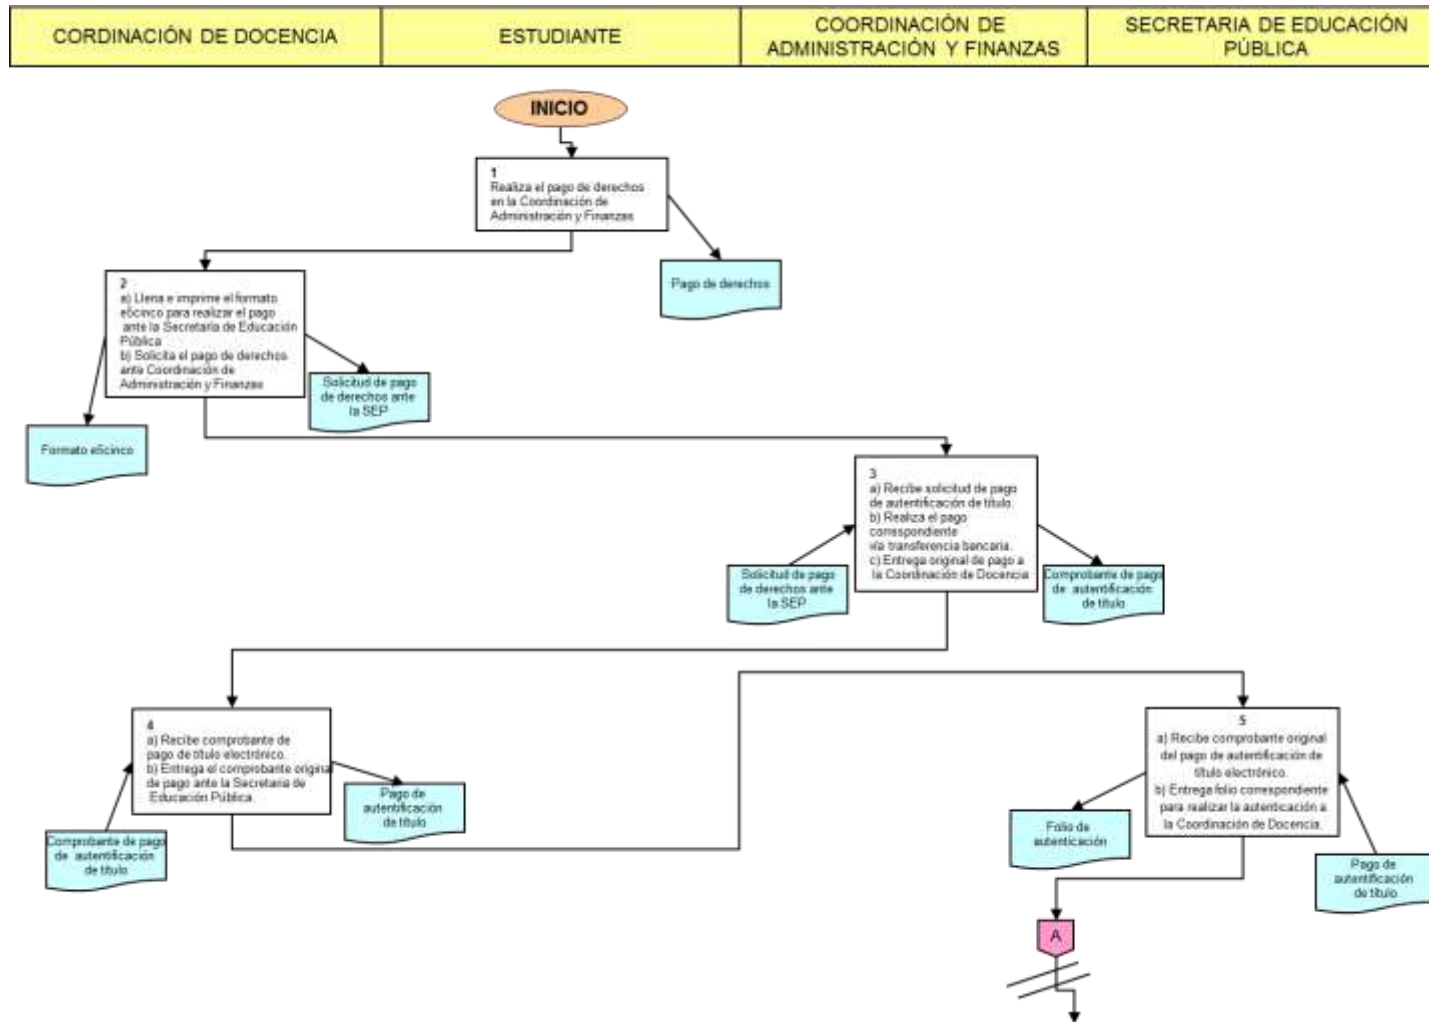 CORDINACIÓN DE DOCENCIA
ESTUDIANTE
COORDINACIÓN DE
ADMINISTRACIÓN Y FINANZAS
SECRETARIA DE EDUCACIÓN
PÚBLICA
INICIO
1
Realiza el pago de derechos
en la Coordinación de
Administración y Finanzas
Pago de derechos
2
a) Llena e imprime el formato
e5cinco para realizar el pago
ante la Secretaría de Educación
Pública
b) Solicita el pago de derechos
ante Coordinación de
Administración y Finanzas
Solicitud de pago
de derechos ante
la SEP
Formato e5cinco
3
a) Recibe solicitud de pago
de autentificación de título.
b) Realiza el pago
correspondiente
vía transferencia bancaria.
c) Entrega original de pago a
la Coordinación de Docencia
Solicitud de pago
de derechos ante
la SEP
Comprobante de pago
de autentificación
de título
4
a) Recibe comprobante de
pago de título electrónico.
b) Entrega el comprobante original
de pago ante la Secretaria de
Educación Pública.
Pago de
autentificación
de título
Comprobante de pago
de autentificación
de título
5
a) Recibe comprobante original
del pago de autentificación de
título electrónico.
b) Entrega folio correspondiente
para realizar la autenticación a
la Coordinación de Docencia.
Folio de
autenticación
Pago de
autentificación
de título
A